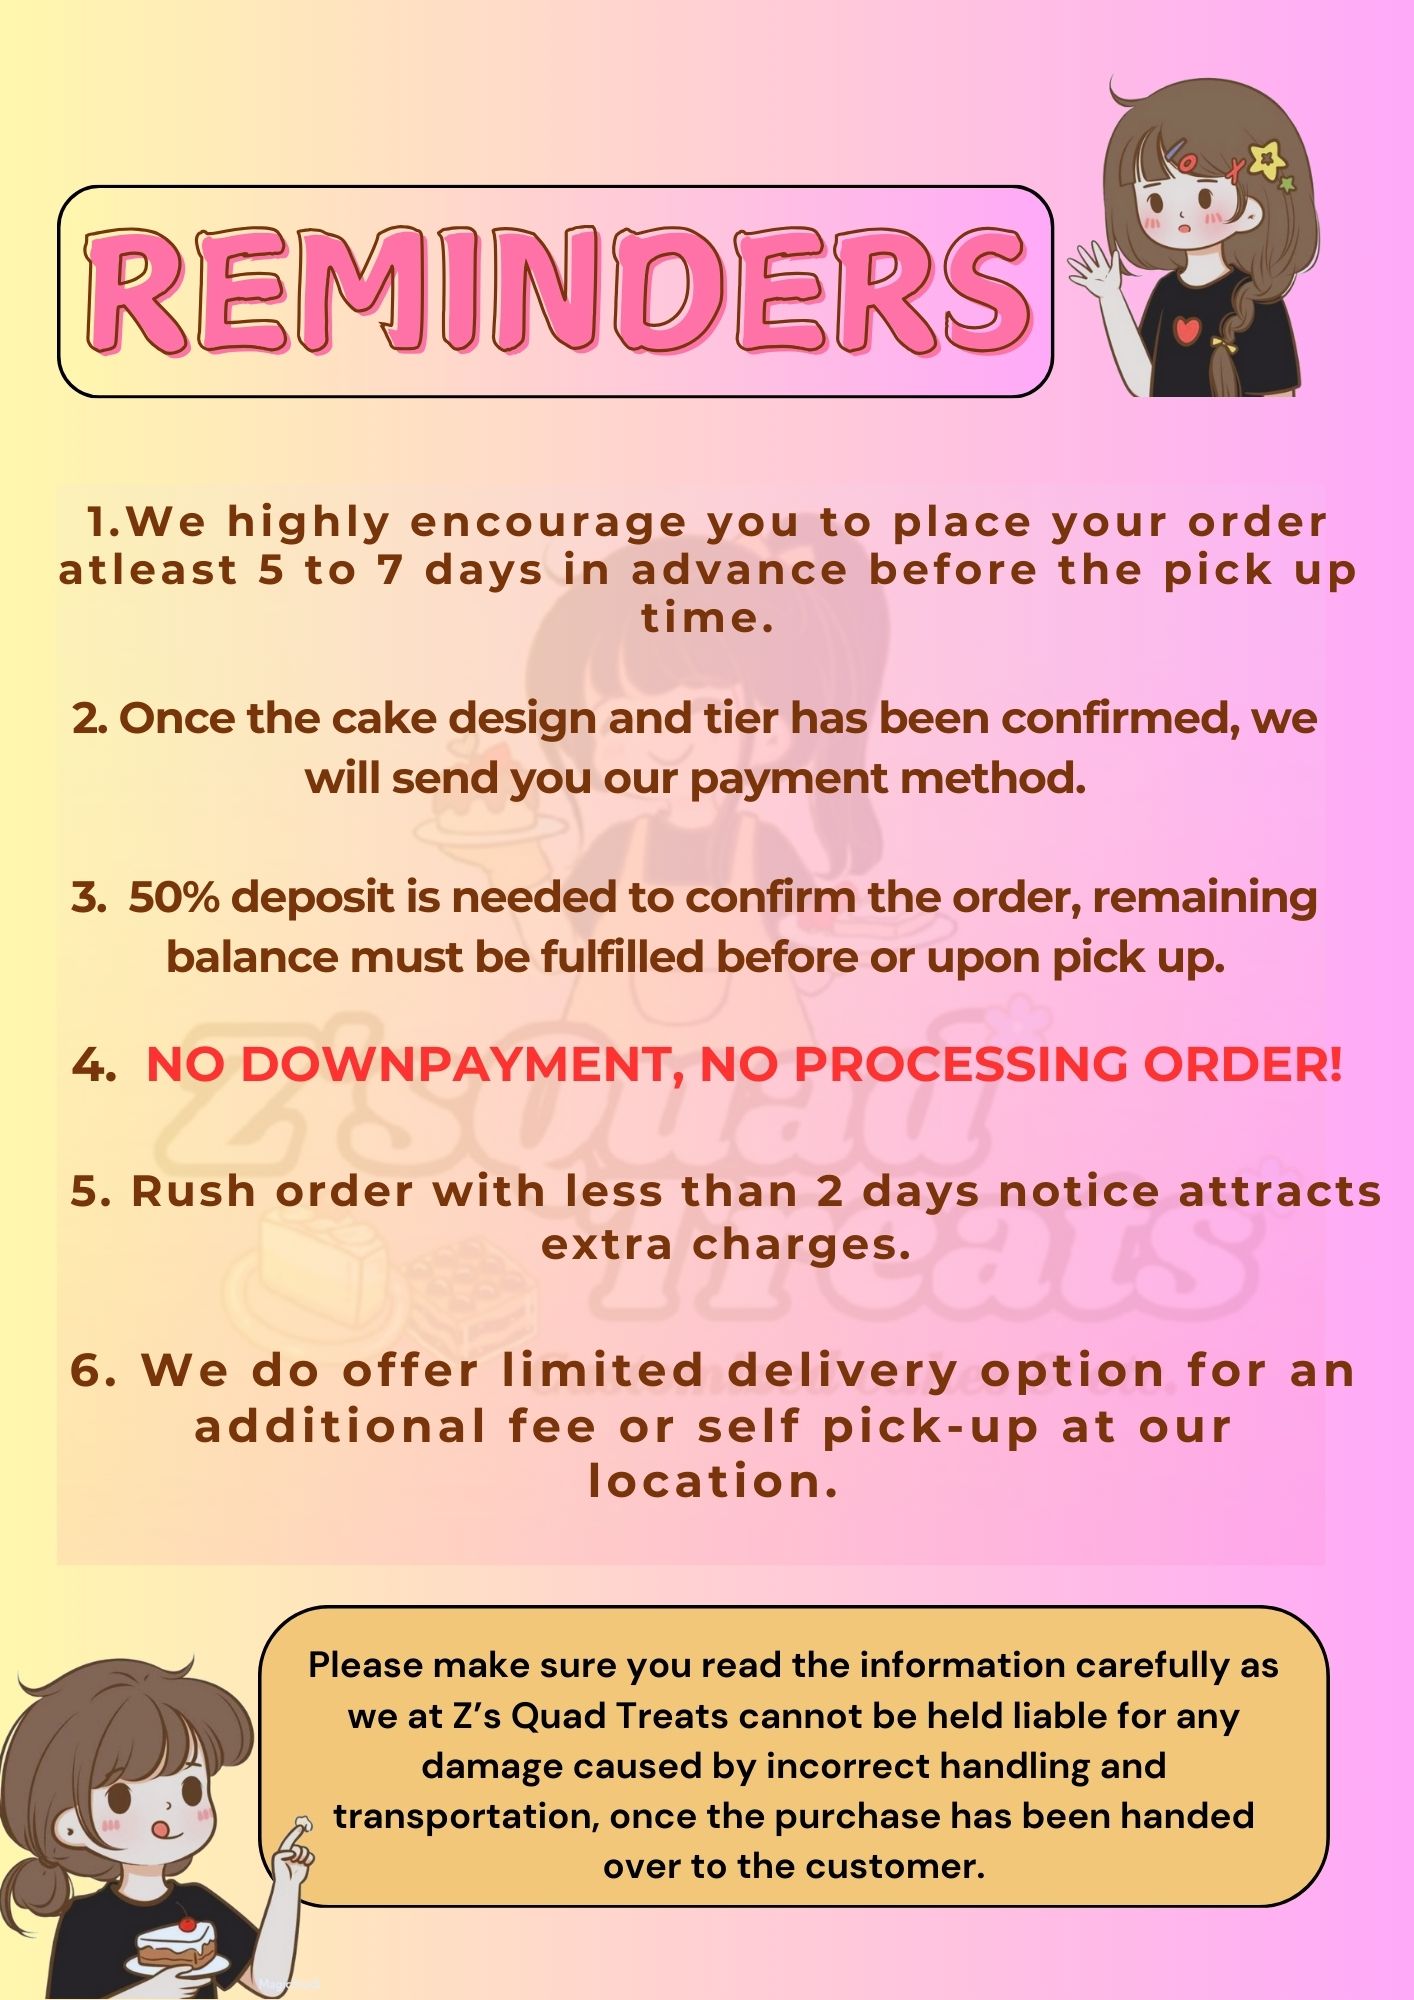 REMINDERS
1.We highly encourage you to place your order
atleast 5 to 7 days in advance before the pick up
time.
2. Once the cake design and tier has been confirmed, we
will send you our payment method.
3. 50% deposit is needed to confirm the order, remaining
balance must be fulfilled before or upon pick up.
4. NO DOWNPAYMENT, NO PROCESSING ORDER!
Z'sQuad
5. Rush order with less than 2 days notice attracts
extra charges.
Treats
6. We do offer limited delivery option for an
additional fee or self pick-up at our
location.
Please make sure you read the information carefully as
we at Z’s Quad Treats cannot be held liable for any
damage caused by incorrect handling and
transportation, once the purchase has been handed
over to the customer.